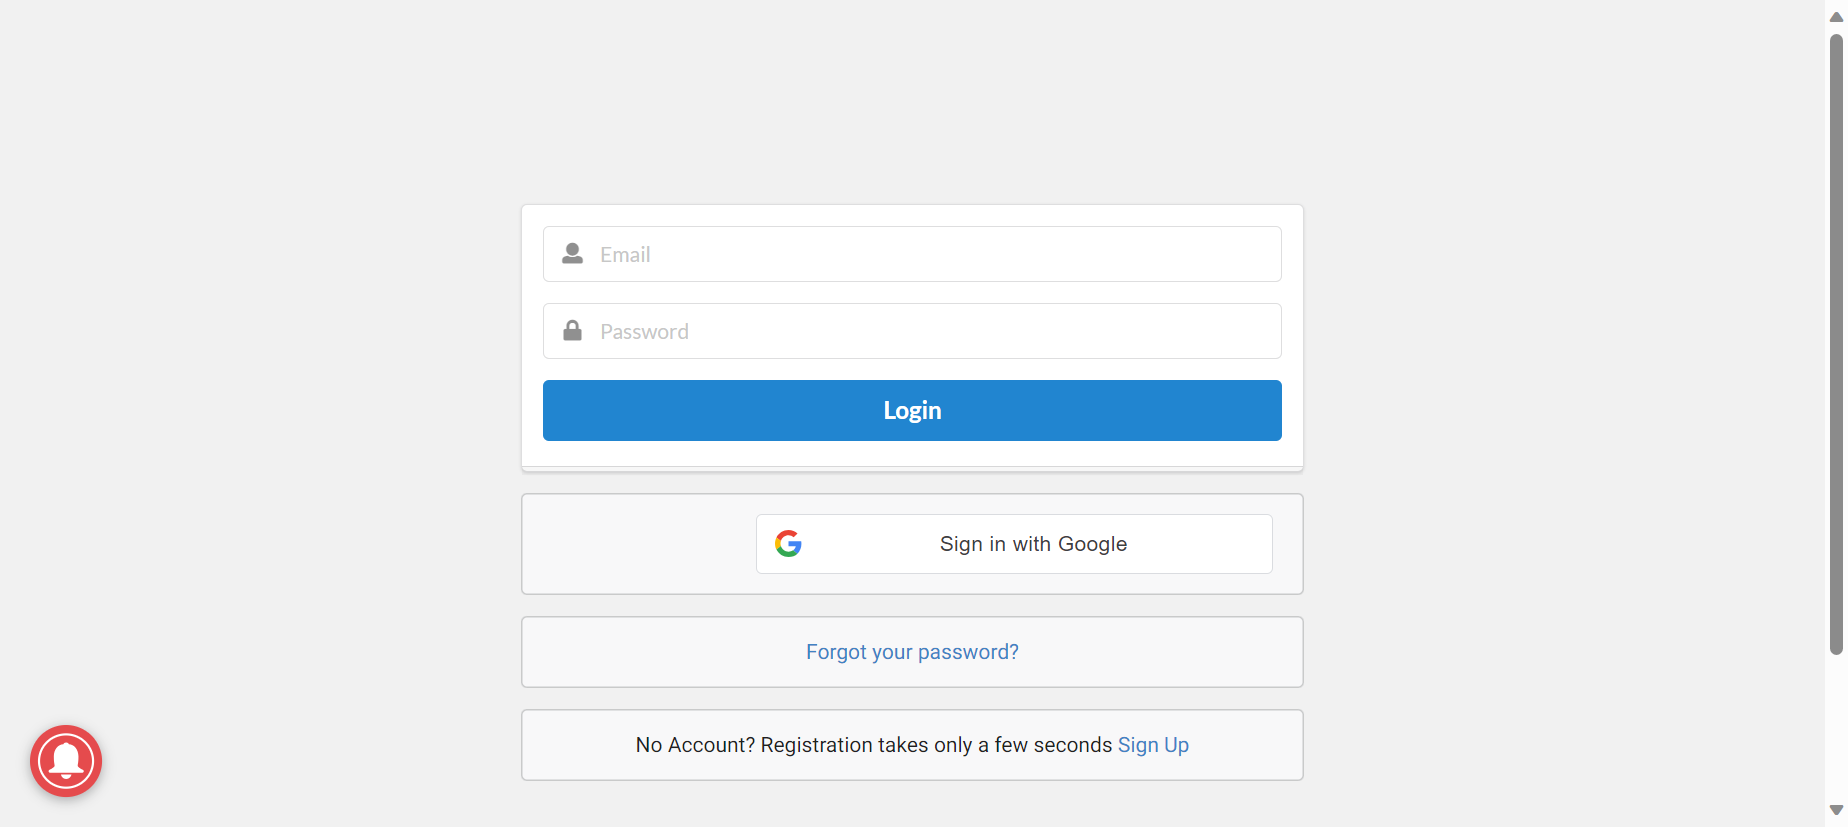 Email
Password
Login
Sign in with Google
Forgot your password?
No Account? Registration takes only a few seconds Sign Up